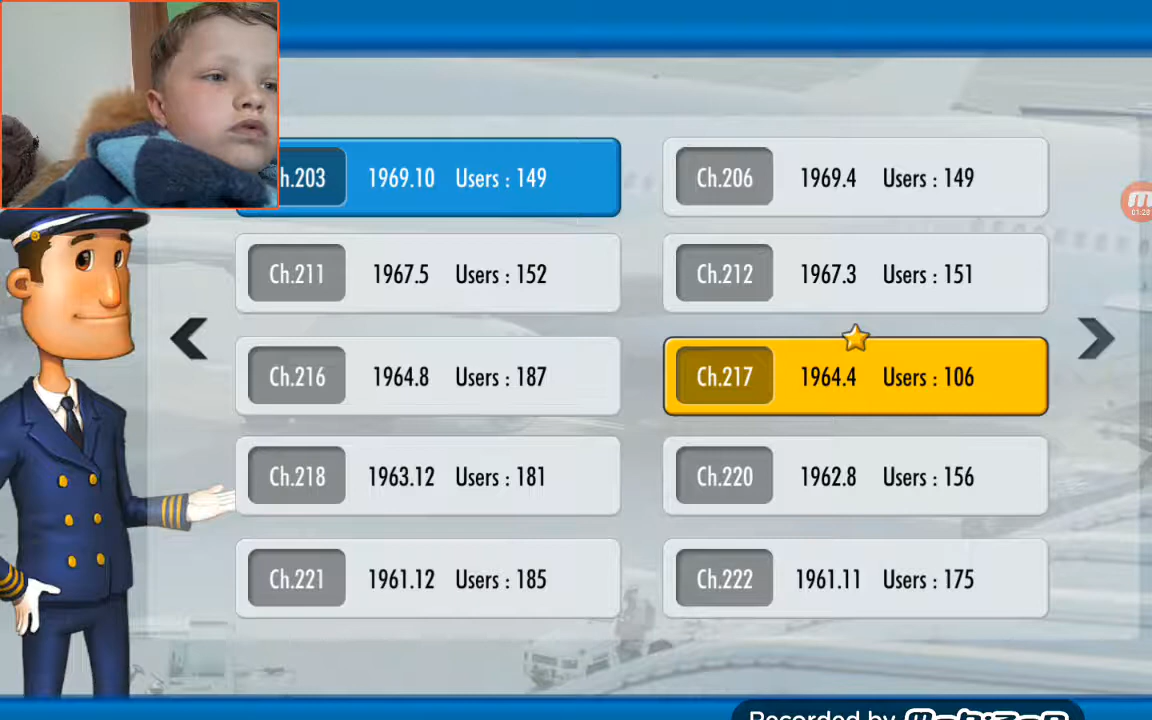 h.203 1969.10 Users : 149
Ch.206 1969.4 Users : 149
Ch.211 1967.5 Users : 152
Ch.212 1967.3 Users : 151
Ch.216 1964.8 Users : 187
Ch.217 1964.4 Users : 106
Ch.218 1963.12 Users : 181
Ch.220 1962.8 Users : 156
Ch.221 1961.12 Users : 185
Ch.222 1961.11 Users : 175
Recorded by